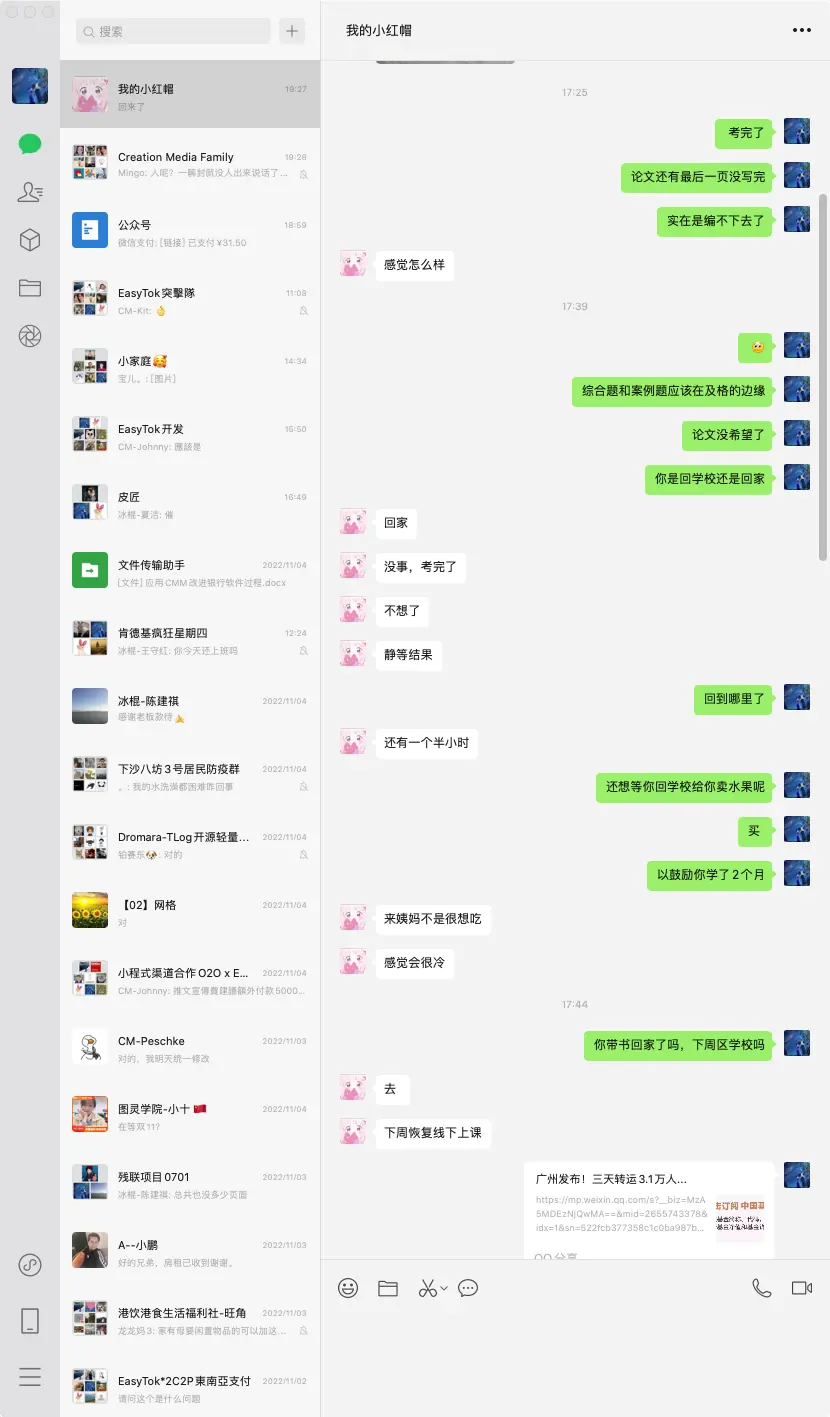 搜索
我的小红帽
19:27
回来了
Creation Media Family
19:28
Mingo: 人呢？一解封就没人出来说话了...
公众号
18:59
微信支付: [链接] 已支付¥31.50
EasyTok突擊隊
11:08
CM-Kit: 👌
小家庭🥰
14:34
宝儿。: [图片]
EasyTok开发
15:50
CM-Johnny: 應該是
皮匠
16:49
冰棍-夏洁: 催
文件传输助手
2022/11/04
[文件] 应用CMM改进银行软件过程.docx
肯德基疯狂星期四
12:24
冰棍-王守红: 你今天还上班吗
冰棍-陈建祺
2022/11/04
感谢老板款待🙏
下沙八坊3号居民防疫群
2022/11/04
。: 我的水洗澡都困难咋回事
Dromara-TLog开源轻量...
2022/11/04
铂赛东🐶: 对的
【02】网格
2022/11/04
对
小程式渠道合作O2O x E...
2022/11/04
CM-Johnny: 推文宣傳費建議額外付款5000...
CM-Peschke
2022/11/03
对的，我明天统一修改
图灵学院-小十🇨🇳
2022/11/04
在等双11?
残联项目0701
2022/11/03
冰棍-陈建祺: 总共也没多少页面
A--小鹏
2022/11/03
好的兄弟，房租已收到谢谢。
港饮港食生活福利社-旺角
2022/11/03
龙龙妈3: 家有母婴闲置物品的可以加这...
EasyTok*2C2P東南亞支付
2022/11/02
请问这个是什么问题
我的小红帽
17:25
考完了
论文还有最后一页没写完
实在是编不下去了
感觉怎么样
17:39
综合题和案例题应该在及格的边缘
论文没希望了
你是回学校还是回家
回家
没事，考完了
不想了
静等结果
回到哪里了
还有一个半小时
还想等你回学校给你卖水果呢
买
以鼓励你学了2个月
来姨妈不是很想吃
感觉会很冷
17:44
你带书回家了吗，下周区学校吗
去
下周恢复线下上课
广州发布！三天转运3.1万人...
https://mp.weixin.qq.com/s?__biz=MzA
5MDEzNjQwMA==&mid=2655743378&
idx=1&sn=522fcb377358c1c0ba987b...
QQ分享